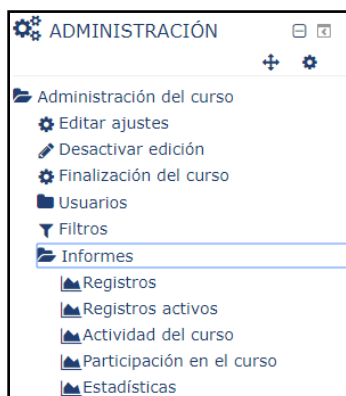 ADMINISTRACIÓN
Administración del curso
Editar ajustes
Desactivar edición
Finalización del curso
Usuarios
Filtros
Informes
Registros
Registros activos
Actividad del curso
Participación en el curso
Estadísticas